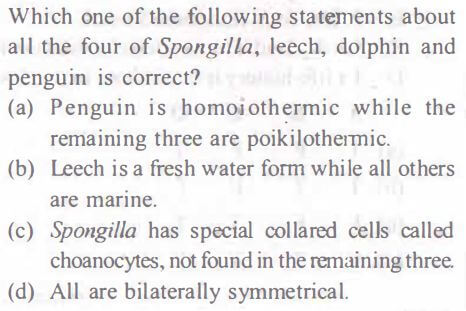 Which one of the following statements about
all the four of Spongilla, leech, dolphin and
penguin is correct?
(a) Penguin is homoiothermic while the
remaining three are poikilothermic.
(b) Leech is a fresh water form while all others
are marine.
(c) Spongilla has special collared cells called
choanocytes, not found in the remaining three.
(d) All are bilaterally symmetrical.